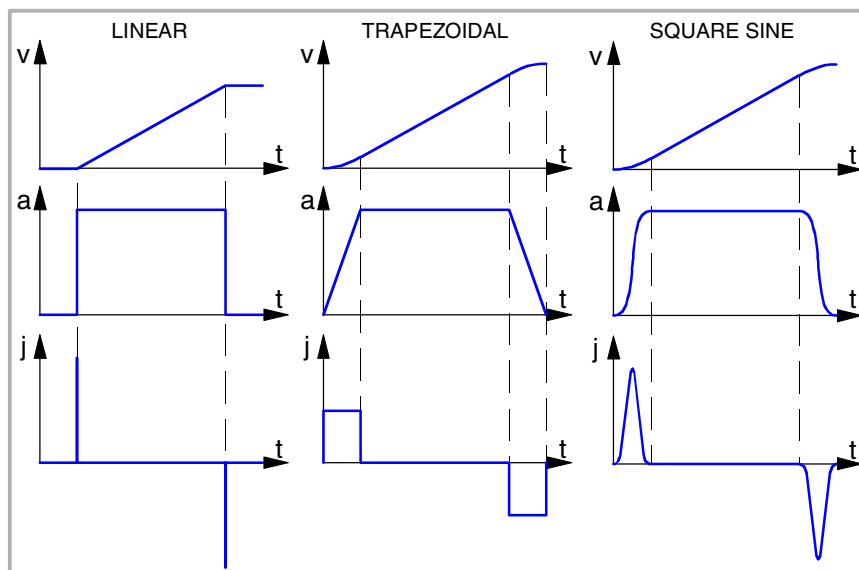 LINEAR TRAPEZOIDAL SQUARE SINE
v v v
t t t
a a a
t t t
j j j
t t t